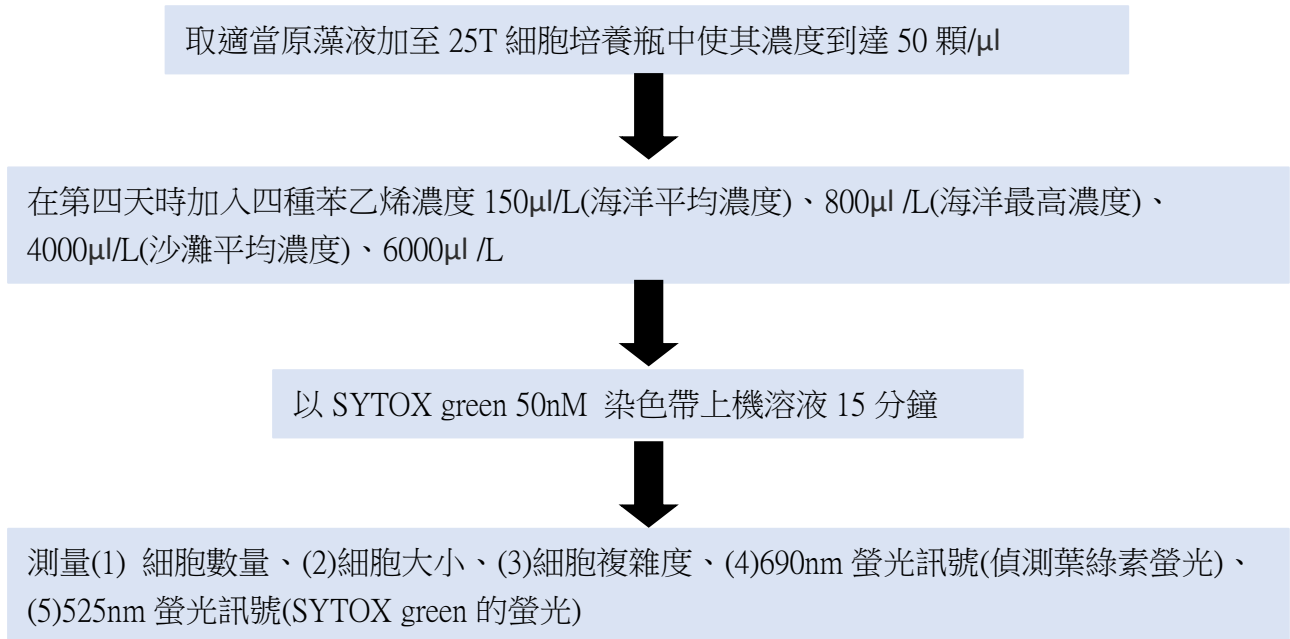 取適當原藻液加至 25T 細胞培養瓶中使其濃度到達 50 顆/μl
在第四天時加入四種苯乙烯濃度 150μl/L(海洋平均濃度)、800μl /L(海洋最高濃度)、
4000μl/L(沙灘平均濃度)、6000μl /L
以 SYTOX green 50nM 染色帶上機溶液 15 分鐘
測量(1) 細胞數量、(2)細胞大小、(3)細胞複雜度、(4)690nm 螢光訊號(偵測葉綠素螢光)、
(5)525nm 螢光訊號(SYTOX green 的螢光)